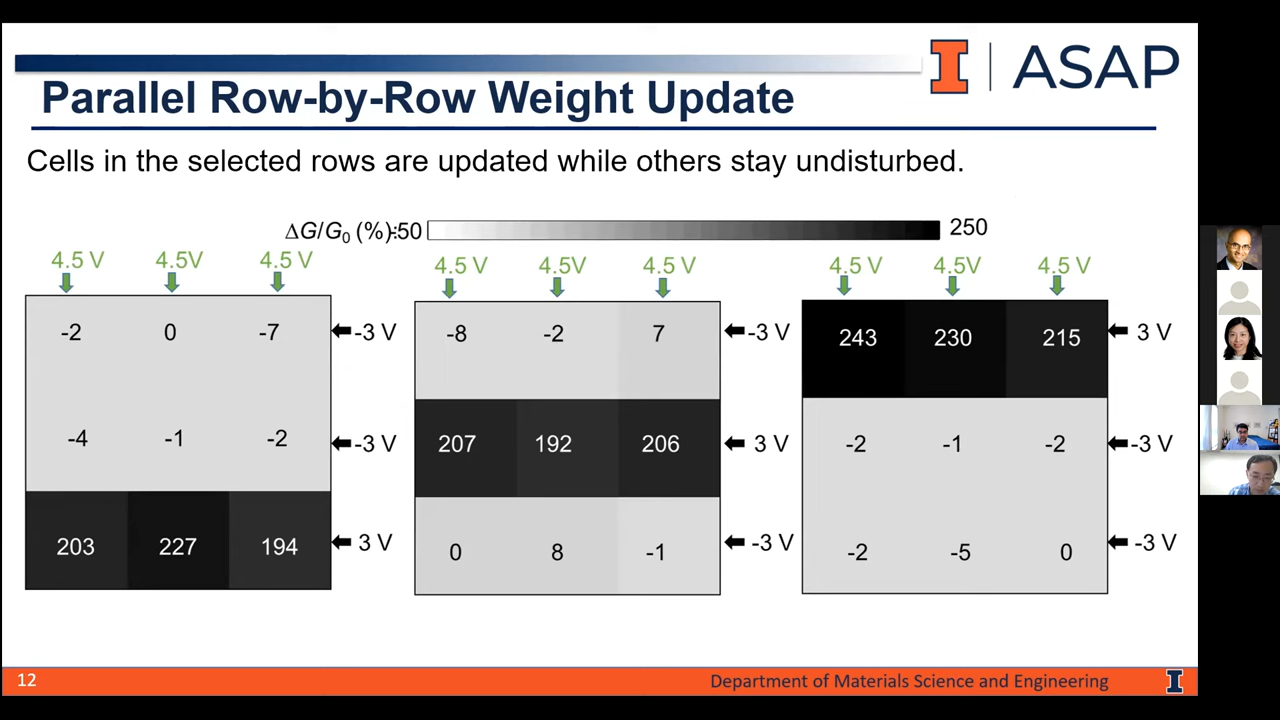 ASAP
Parallel Row-by-Row Weight Update
Cells in the selected rows are updated while others stay undisturbed.
ΔG/G0 (%):-50 250
4.5 V 4.5V 4.5 V
-2 0 -7 -3 V
-4 -1 -2 -3 V
203 227 194 3 V
4.5 V 4.5V 4.5 V
-8 -2 7 -3 V
207 192 206 3 V
0 8 -1 -3 V
4.5 V 4.5V 4.5 V
243 230 215 3 V
-2 -1 -2 -3 V
-2 -5 0 -3 V
12 Department of Materials Science and Engineering